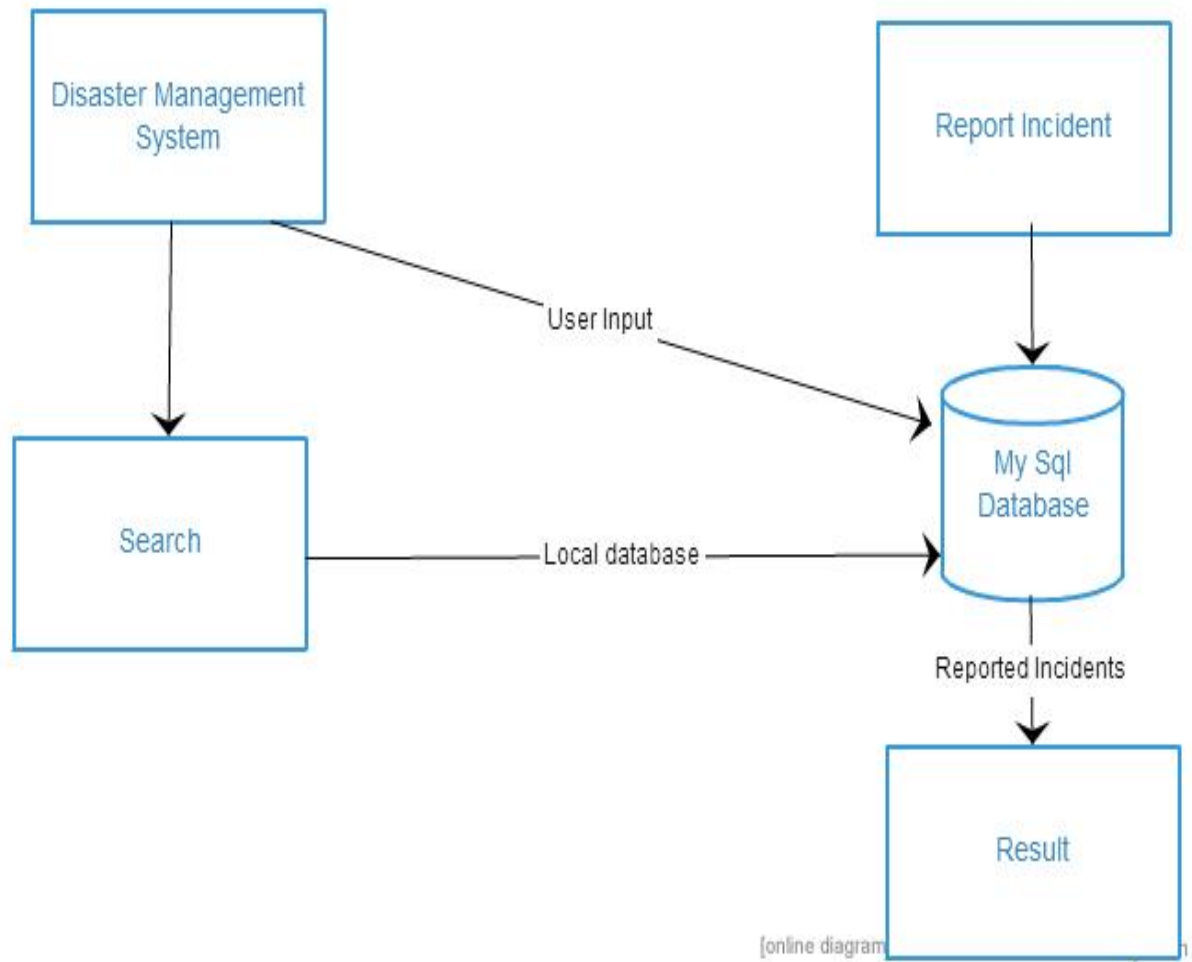 Disaster Management
System
Report Incident
User Input
My Sql
Database
Search
Local database
Reported Incidents
Result
[online diagram